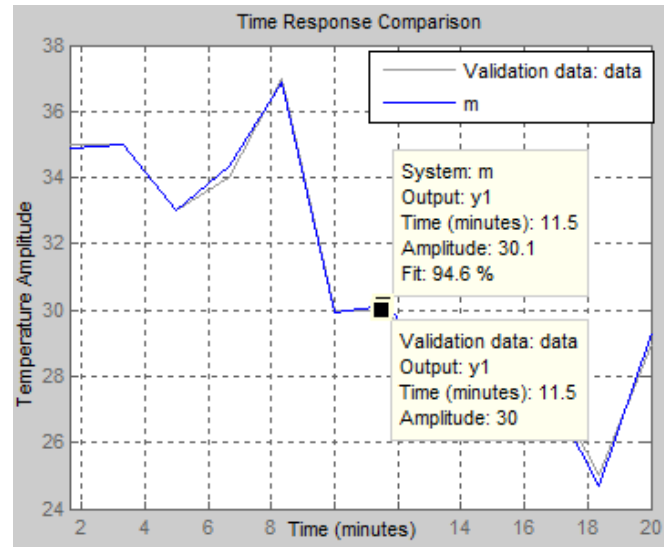 Time Response Comparison
38
36
34
32
30
28
26
24
Temperature Amplitude
Validation data: data
m
System: m
Output: y1
Time (minutes): 11.5
Amplitude: 30.1
Fit: 94.6 %
Validation data: data
Output: y1
Time (minutes): 11.5
Amplitude: 30
2 4 6 8 Time (minutes) 14 16 18 20